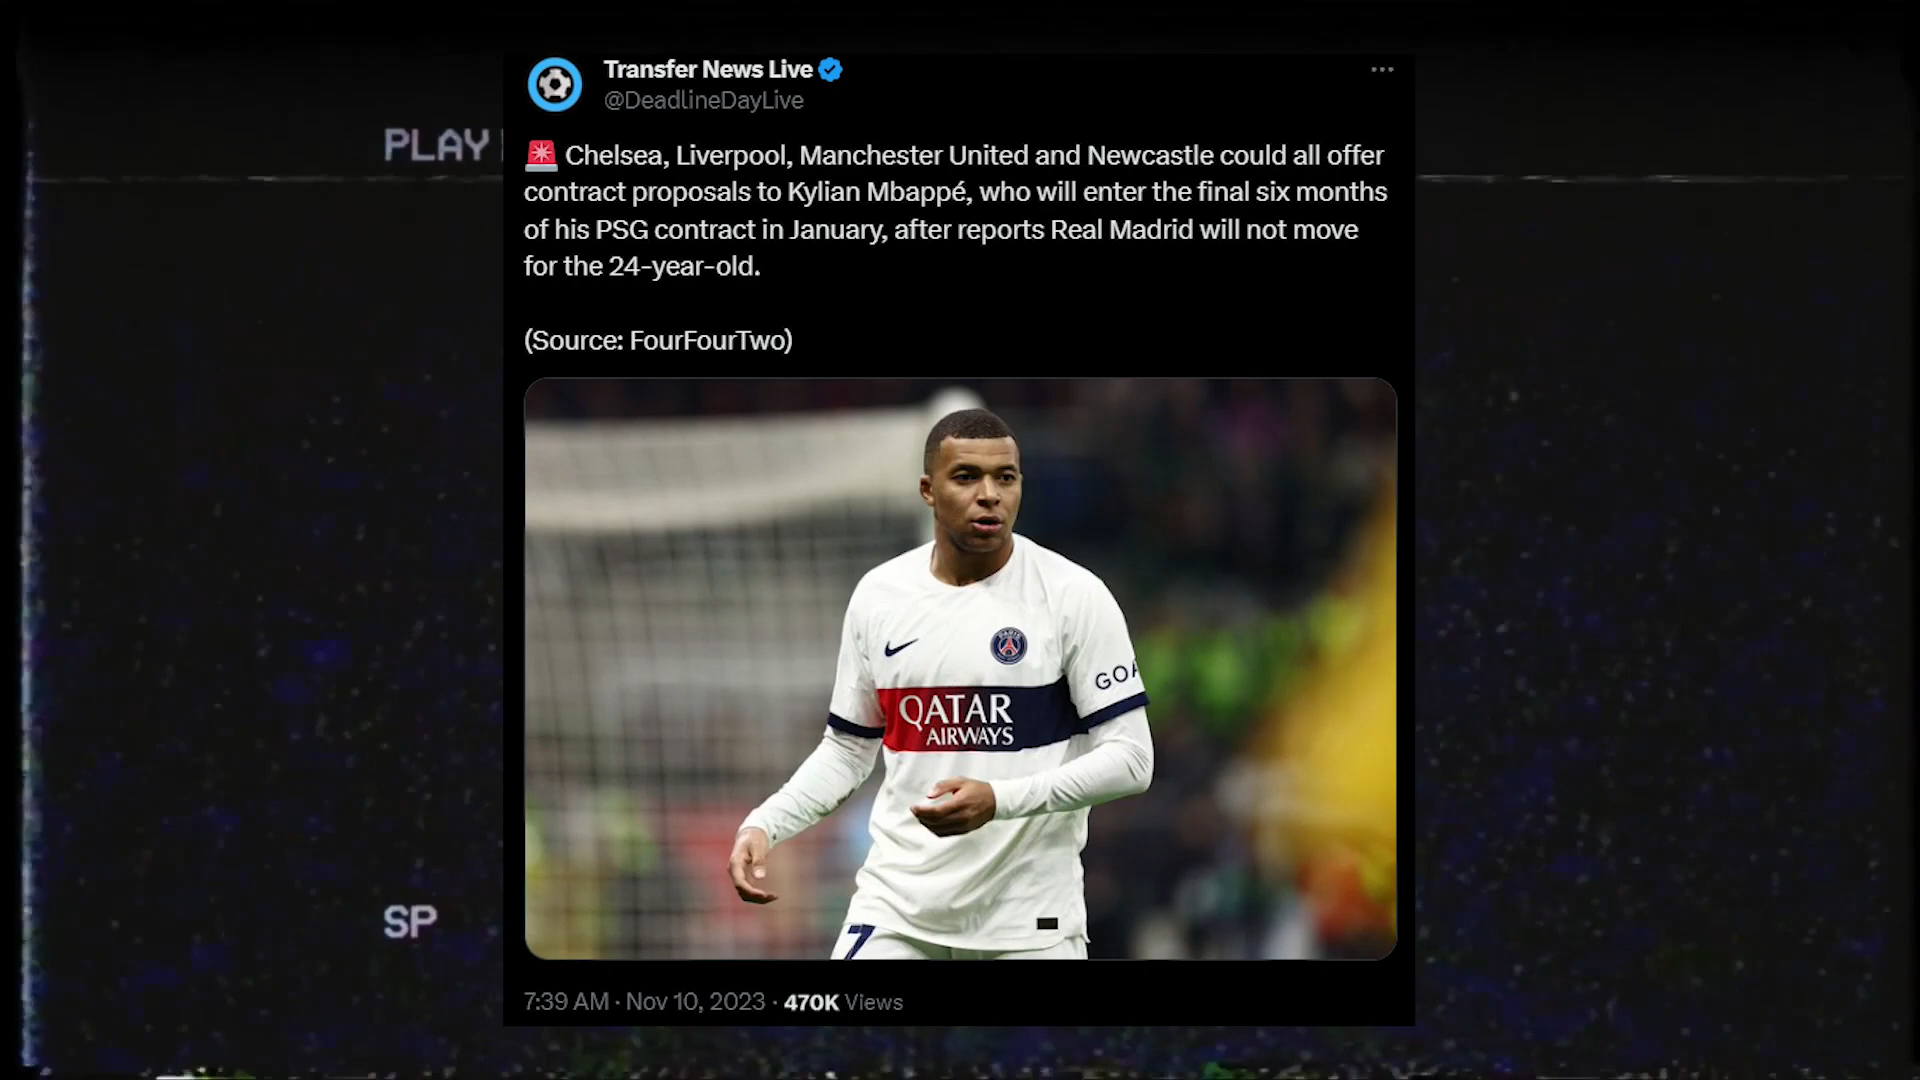 Transfer News Live
@DeadlineDayLive
PLAY
🚨 Chelsea, Liverpool, Manchester United and Newcastle could all offer
contract proposals to Kylian Mbappé, who will enter the final six months
of his PSG contract in January, after reports Real Madrid will not move
for the 24-year-old.
(Source: FourFourTwo)
PARIS
GOA
QATAR
AIRWAYS
SP
7
7:39 AM · Nov 10, 2023 · 470K Views